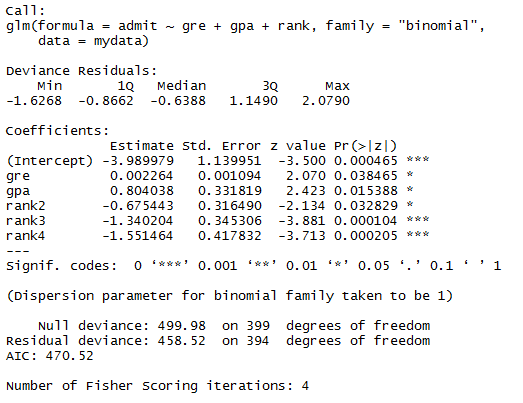 Call:
glm(formula = admit ~ gre + gpa + rank, family = "binomial",
    data = mydata)
Deviance Residuals:
    Min      1Q  Median      3Q     Max
-1.6268 -0.8662 -0.6388  1.1490  2.0790
Coefficients:
             Estimate Std. Error z value Pr(>|z|)
(Intercept) -3.989979   1.139951  -3.500 0.000465 ***
gre          0.002264   0.001094   2.070 0.038465 *
gpa          0.804038   0.331819   2.423 0.015388 *
rank2       -0.675443   0.316490  -2.134 0.032829 *
rank3       -1.340204   0.345306  -3.881 0.000104 ***
rank4       -1.551464   0.417832  -3.713 0.000205 ***
---
Signif. codes:  0 ‘***’ 0.001 ‘**’ 0.01 ‘*’ 0.05 ‘.’ 0.1 ‘ ’ 1
(Dispersion parameter for binomial family taken to be 1)
    Null deviance: 499.98  on 399  degrees of freedom
Residual deviance: 458.52  on 394  degrees of freedom
AIC: 470.52
Number of Fisher Scoring iterations: 4